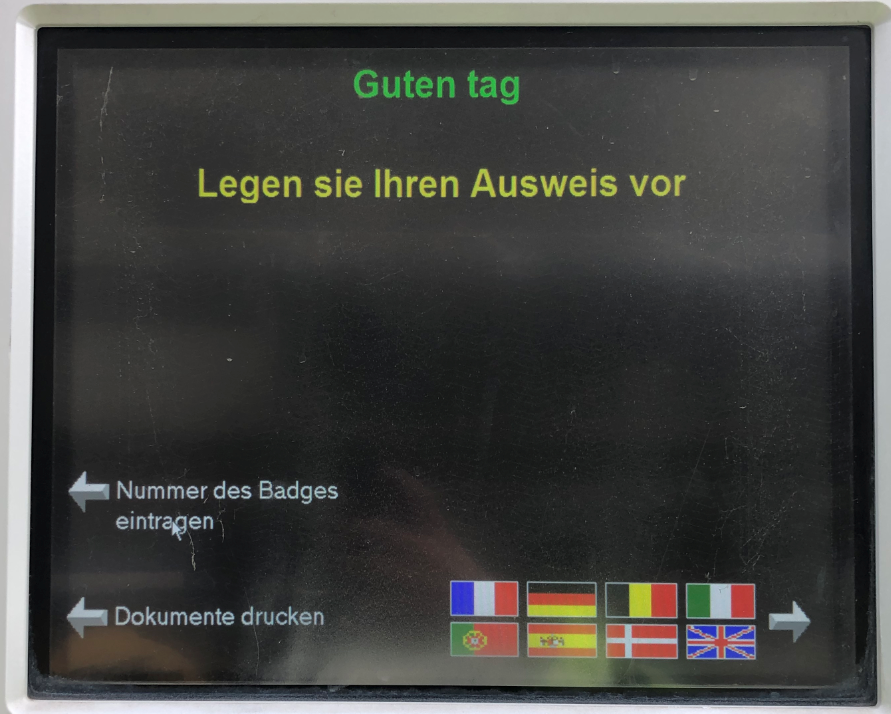 Guten tag
Legen sie Ihren Ausweis vor
Nummer des Badges
eintragen
Dokumente drucken